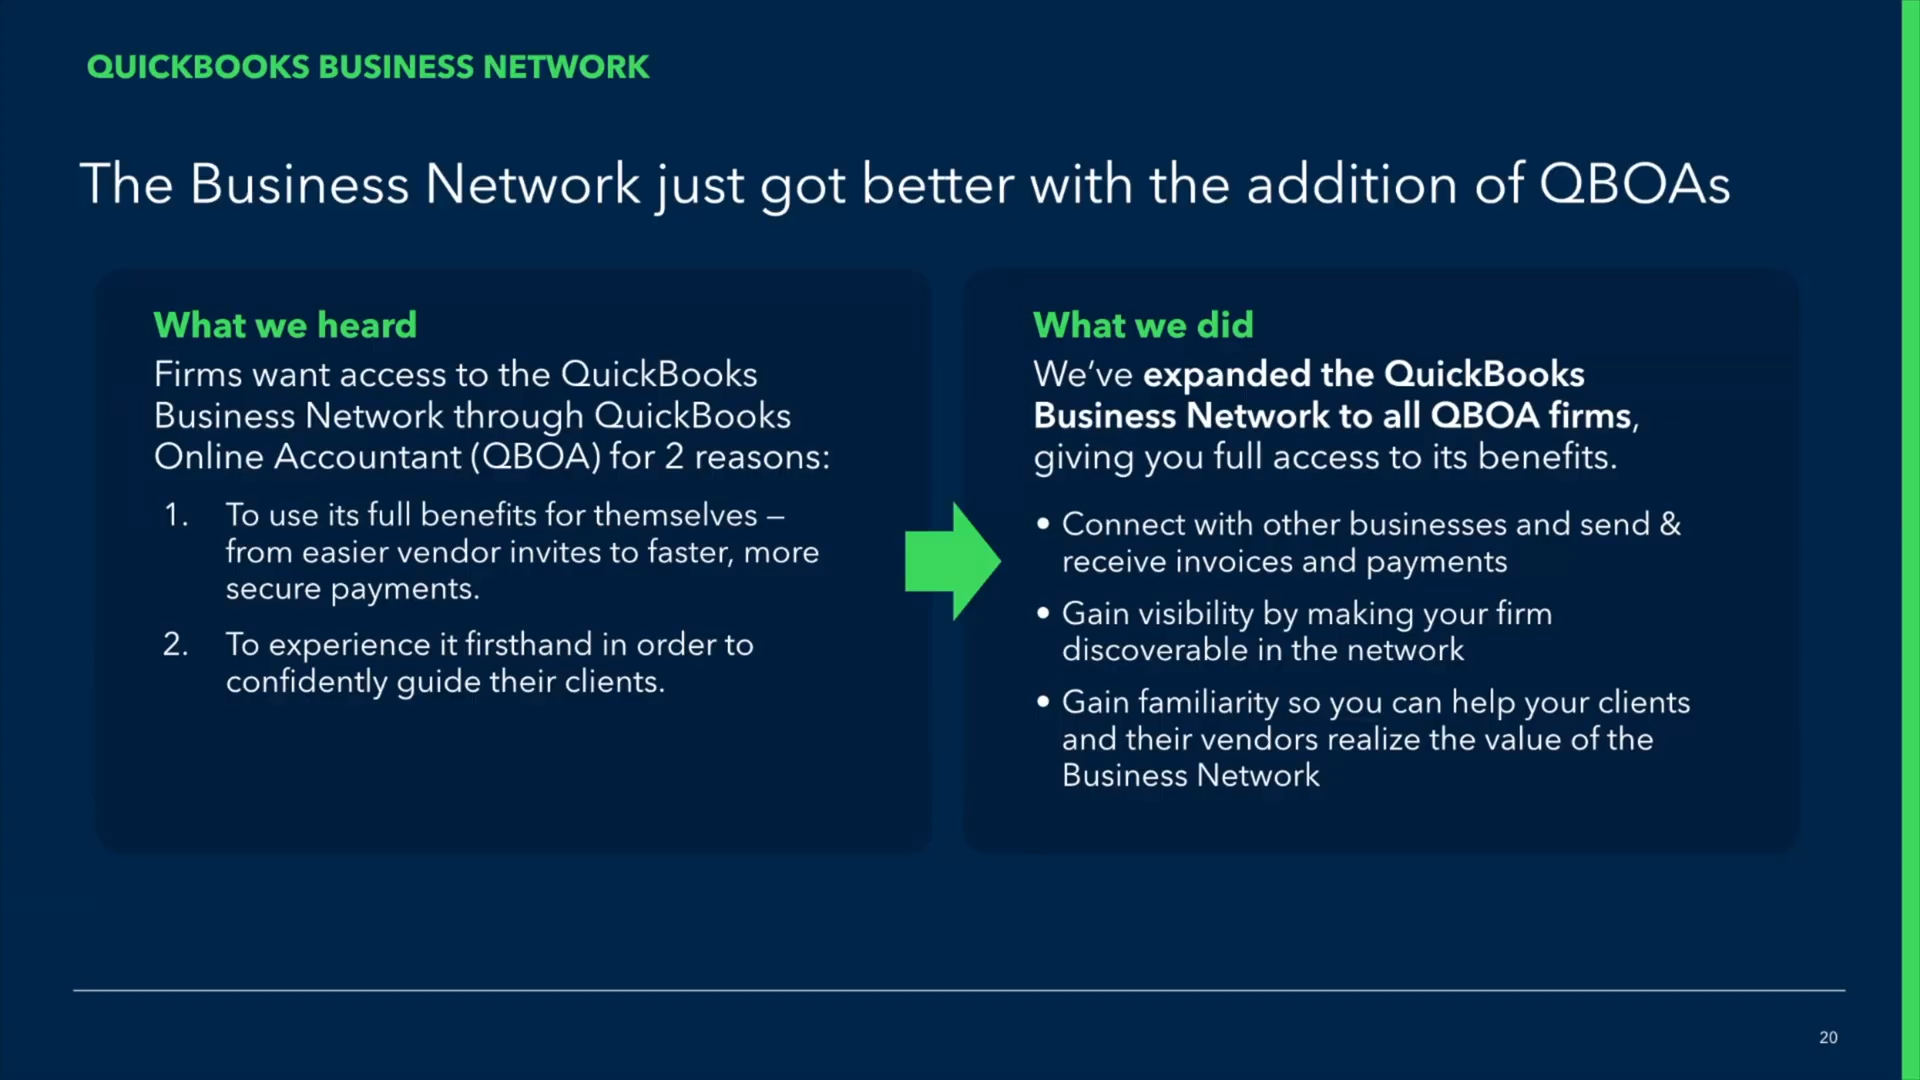 QUICKBOOKS BUSINESS NETWORK
The Business Network just got better with the addition of QBOAs
What we heard
Firms want access to the QuickBooks
Business Network through QuickBooks
Online Accountant (QBOA) for 2 reasons:
1. To use its full benefits for themselves –
from easier vendor invites to faster, more
secure payments.
2. To experience it firsthand in order to
confidently guide their clients.
What we did
We’ve expanded the QuickBooks
Business Network to all QBOA firms,
giving you full access to its benefits.
• Connect with other businesses and send &
receive invoices and payments
• Gain visibility by making your firm
discoverable in the network
• Gain familiarity so you can help your clients
and their vendors realize the value of the
Business Network
20